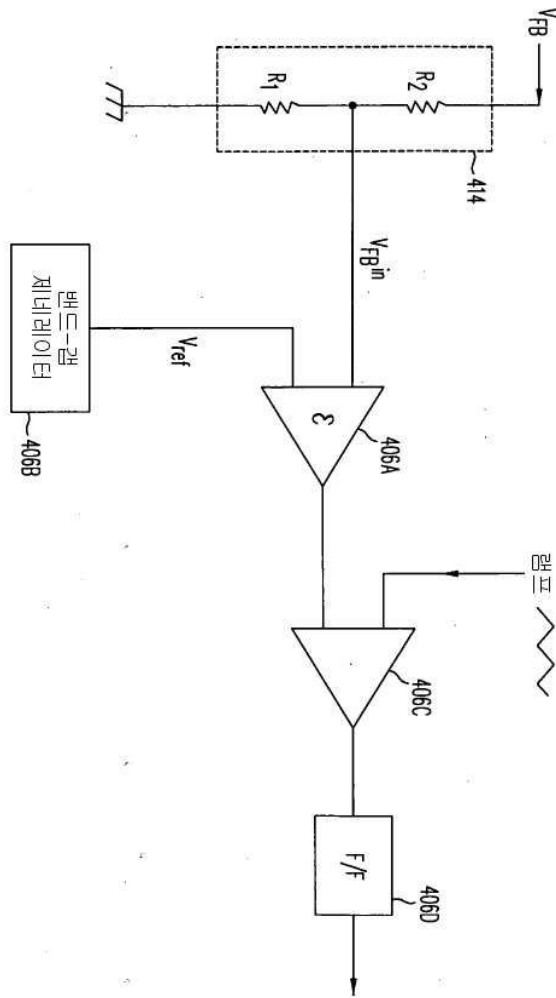 V_FB
R_2
R_1
414
V_FB^in
V_ref
밴드-갭
제너레이터
406B
ε
406A
램프
406C
F/F
406D